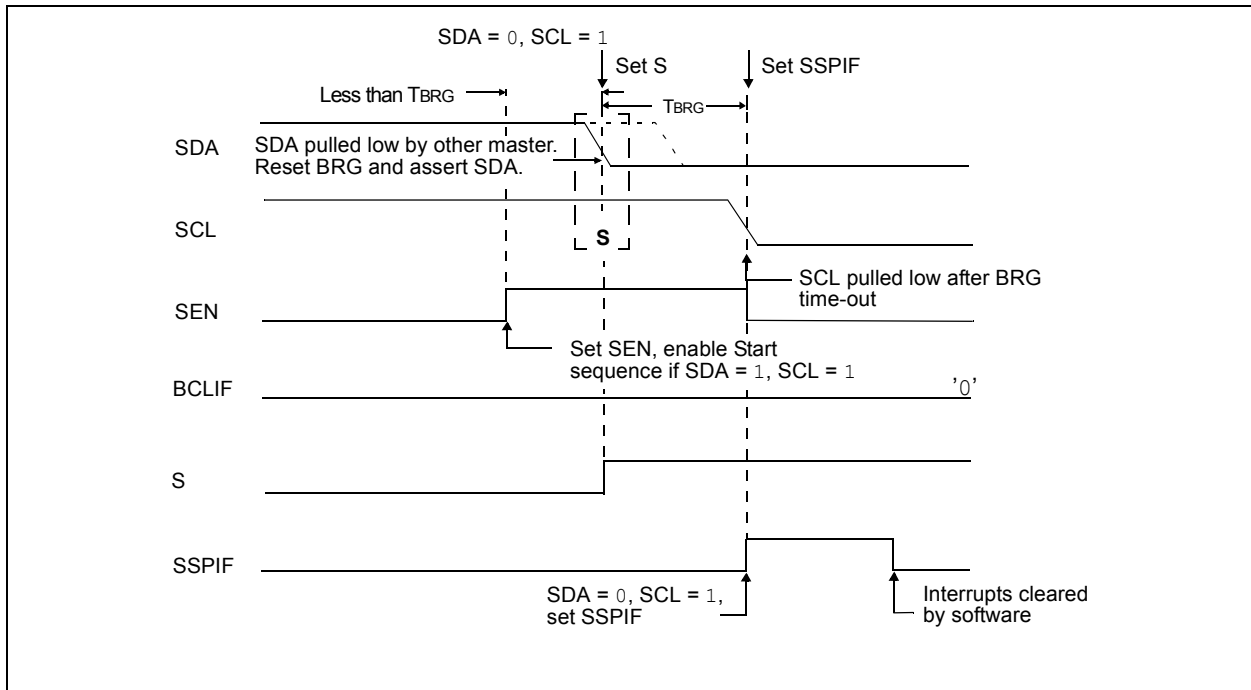 SDA = 0, SCL = 1
Set S
Set SSPIF
Less than TBRG
TBRG
SDA
SDA pulled low by other master.
Reset BRG and assert SDA.
SCL
S
SCL pulled low after BRG
time-out
SEN
Set SEN, enable Start
sequence if SDA = 1, SCL = 1
BCLIF
'0'
S
SSPIF
SDA = 0, SCL = 1,
set SSPIF
Interrupts cleared
by software